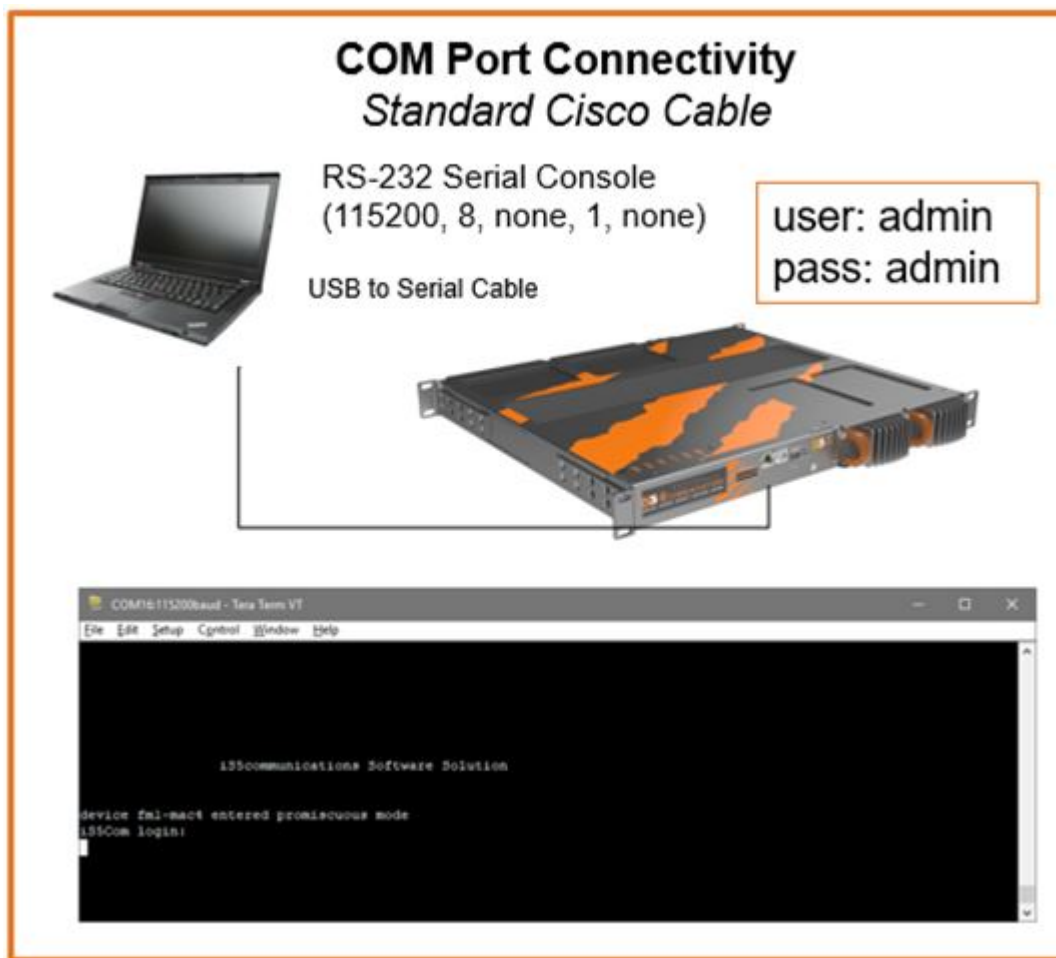 COM Port Connectivity
Standard Cisco Cable
RS-232 Serial Console
(115200, 8, none, 1, none)
user: admin
pass: admin
USB to Serial Cable
COM16:115200baud - Tera Term VT
File Edit Setup Control Window Help
iS5communications Software Solution
device fm1-mac4 entered promiscuous mode
iS5Com login: